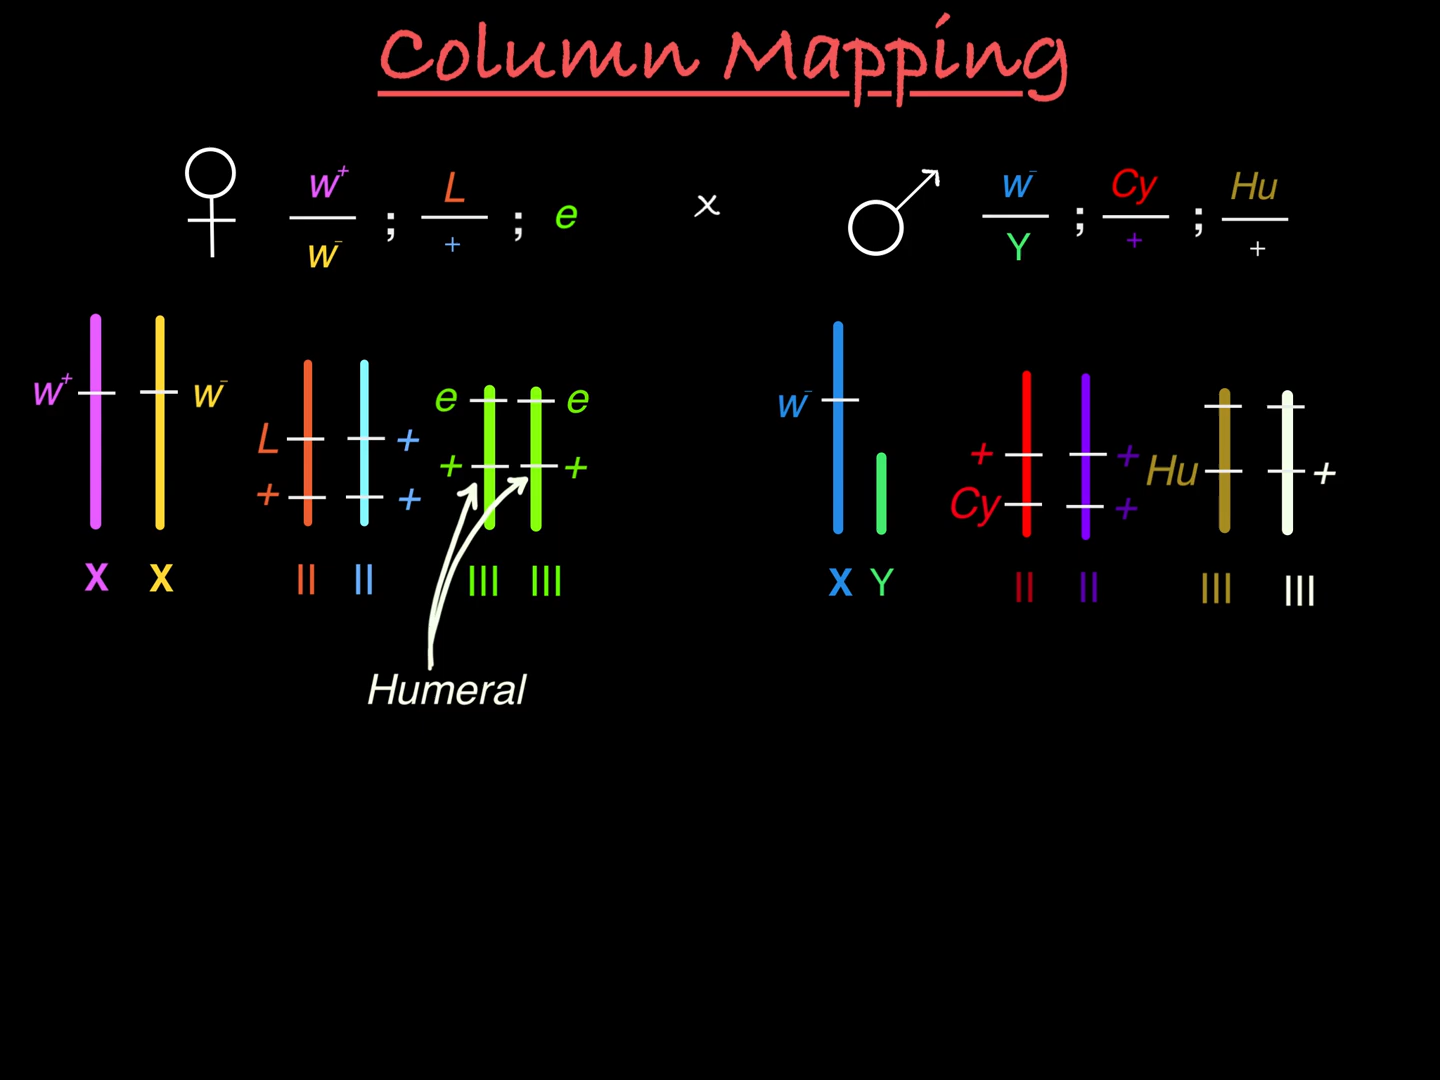 Column Mapping
w⁺ L w⁻ Cy Hu
; ; e x ; ;
w⁻ + Y + +
w⁺ w⁻ e e w⁻
L + + + + Hu +
+ + + + Cy +
X X II II III III X Y II II III III
Humeral